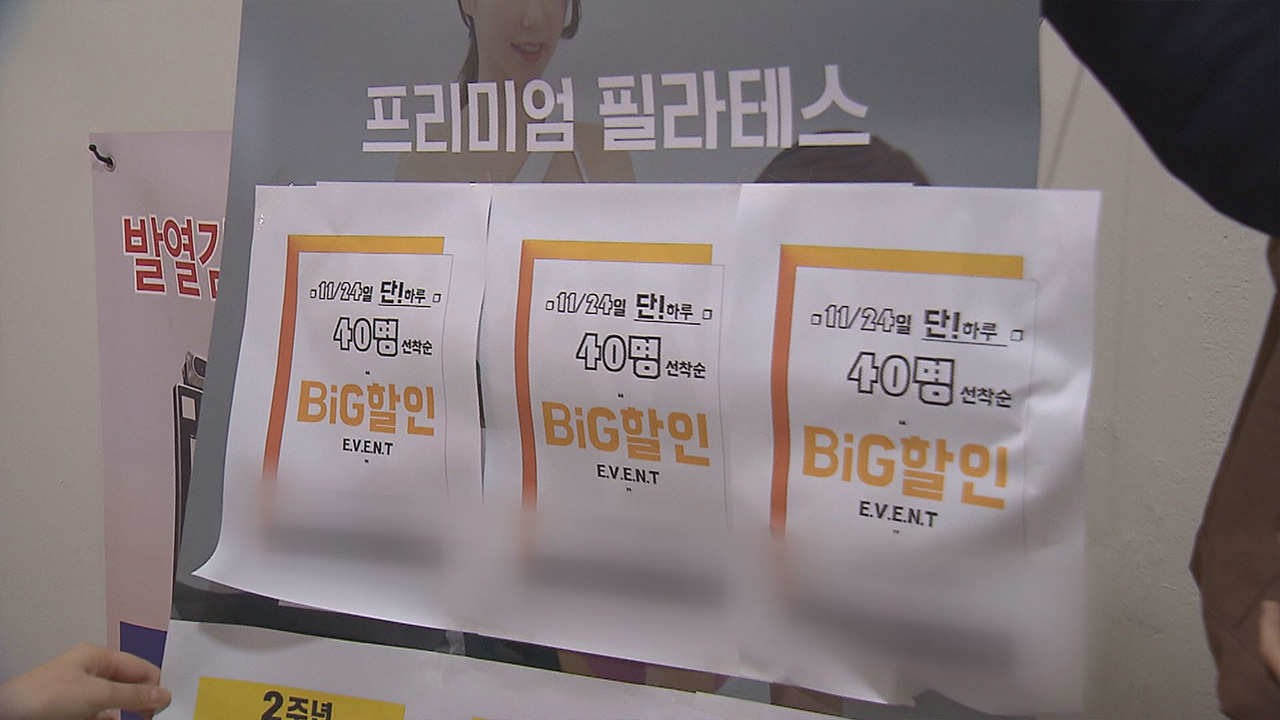 프리미엄 필라테스
발열감
11/24일 단!하루
40명 선착순
“
BiG할인
E.V.E.N.T
”
11/24일 단!하루
40명 선착순
“
BiG할인
E.V.E.N.T
”
11/24일 단!하루
40명 선착순
“
BiG할인
E.V.E.N.T
”
2주년